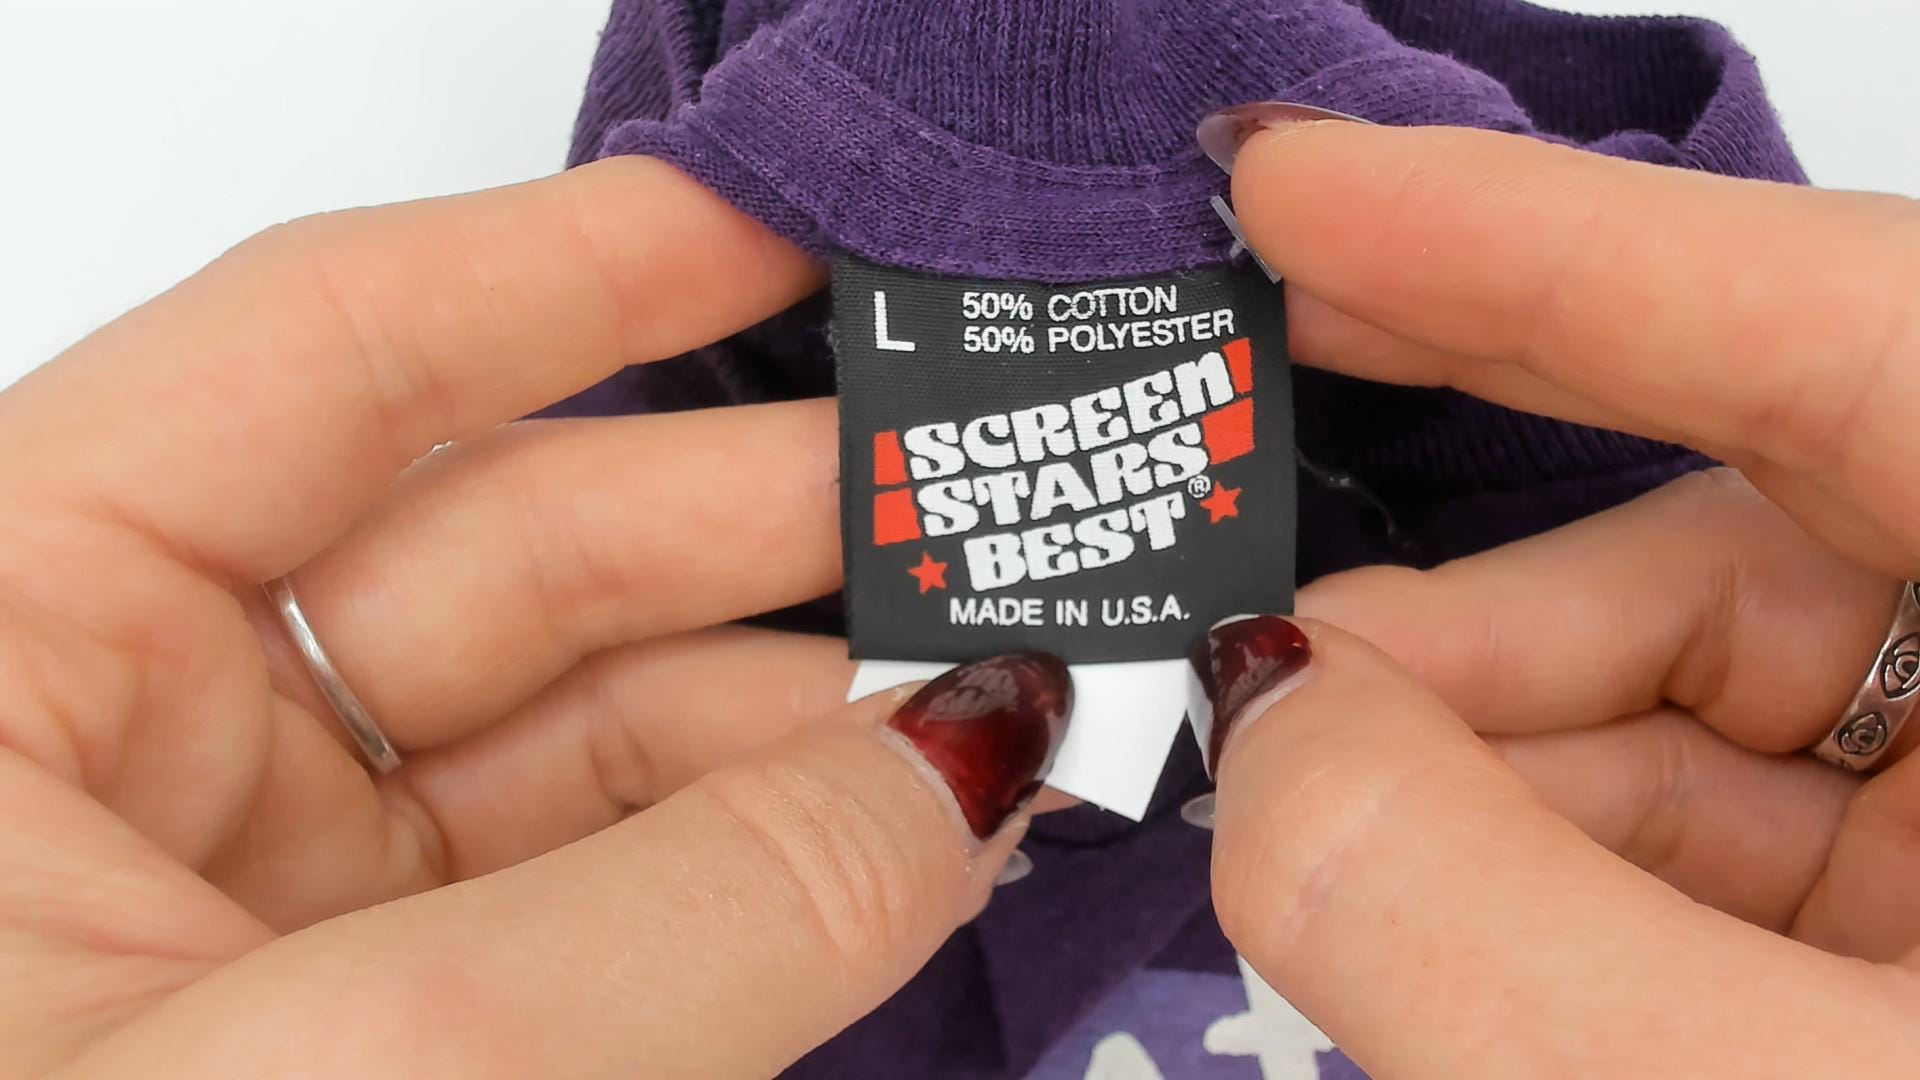 L 50% COTTON
50% POLYESTER
SCREEN
STARS
BEST®
MADE IN U.S.A.